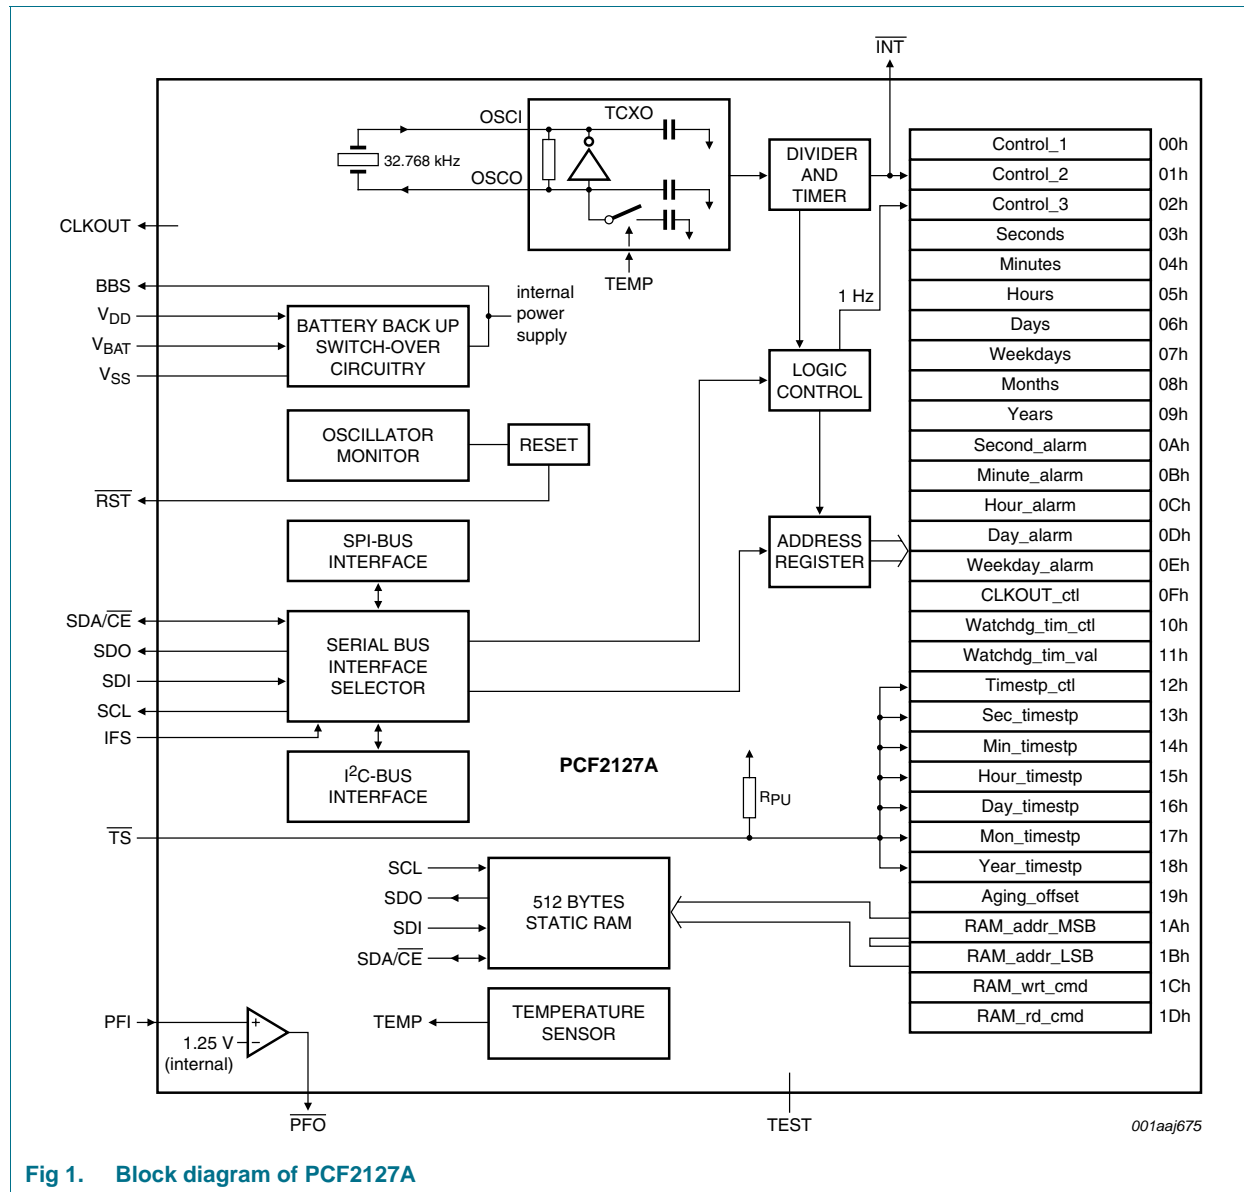 INT
OSCI
TCXO
32.768 kHz
OSCO
TEMP
DIVIDER
AND
TIMER
CLKOUT
BBS
VDD
VBAT
VSS
BATTERY BACK UP
SWITCH-OVER
CIRCUITRY
internal
power
supply
1 Hz
LOGIC
CONTROL
OSCILLATOR
MONITOR
RESET
RST
SPI-BUS
INTERFACE
ADDRESS
REGISTER
SDA/CE
SDO
SDI
SCL
IFS
SERIAL BUS
INTERFACE
SELECTOR
I2C-BUS
INTERFACE
PCF2127A
RPU
TS
SCL
SDO
SDI
SDA/CE
512 BYTES
STATIC RAM
PFI
1.25 V
(internal)
+
−
TEMP
TEMPERATURE
SENSOR
PFO
TEST
Control_1 00h
Control_2 01h
Control_3 02h
Seconds 03h
Minutes 04h
Hours 05h
Days 06h
Weekdays 07h
Months 08h
Years 09h
Second_alarm 0Ah
Minute_alarm 0Bh
Hour_alarm 0Ch
Day_alarm 0Dh
Weekday_alarm 0Eh
CLKOUT_ctl 0Fh
Watchdg_tim_ctl 10h
Watchdg_tim_val 11h
Timestp_ctl 12h
Sec_timestp 13h
Min_timestp 14h
Hour_timestp 15h
Day_timestp 16h
Mon_timestp 17h
Year_timestp 18h
Aging_offset 19h
RAM_addr_MSB 1Ah
RAM_addr_LSB 1Bh
RAM_wrt_cmd 1Ch
RAM_rd_cmd 1Dh
001aaj675
Fig 1. Block diagram of PCF2127A